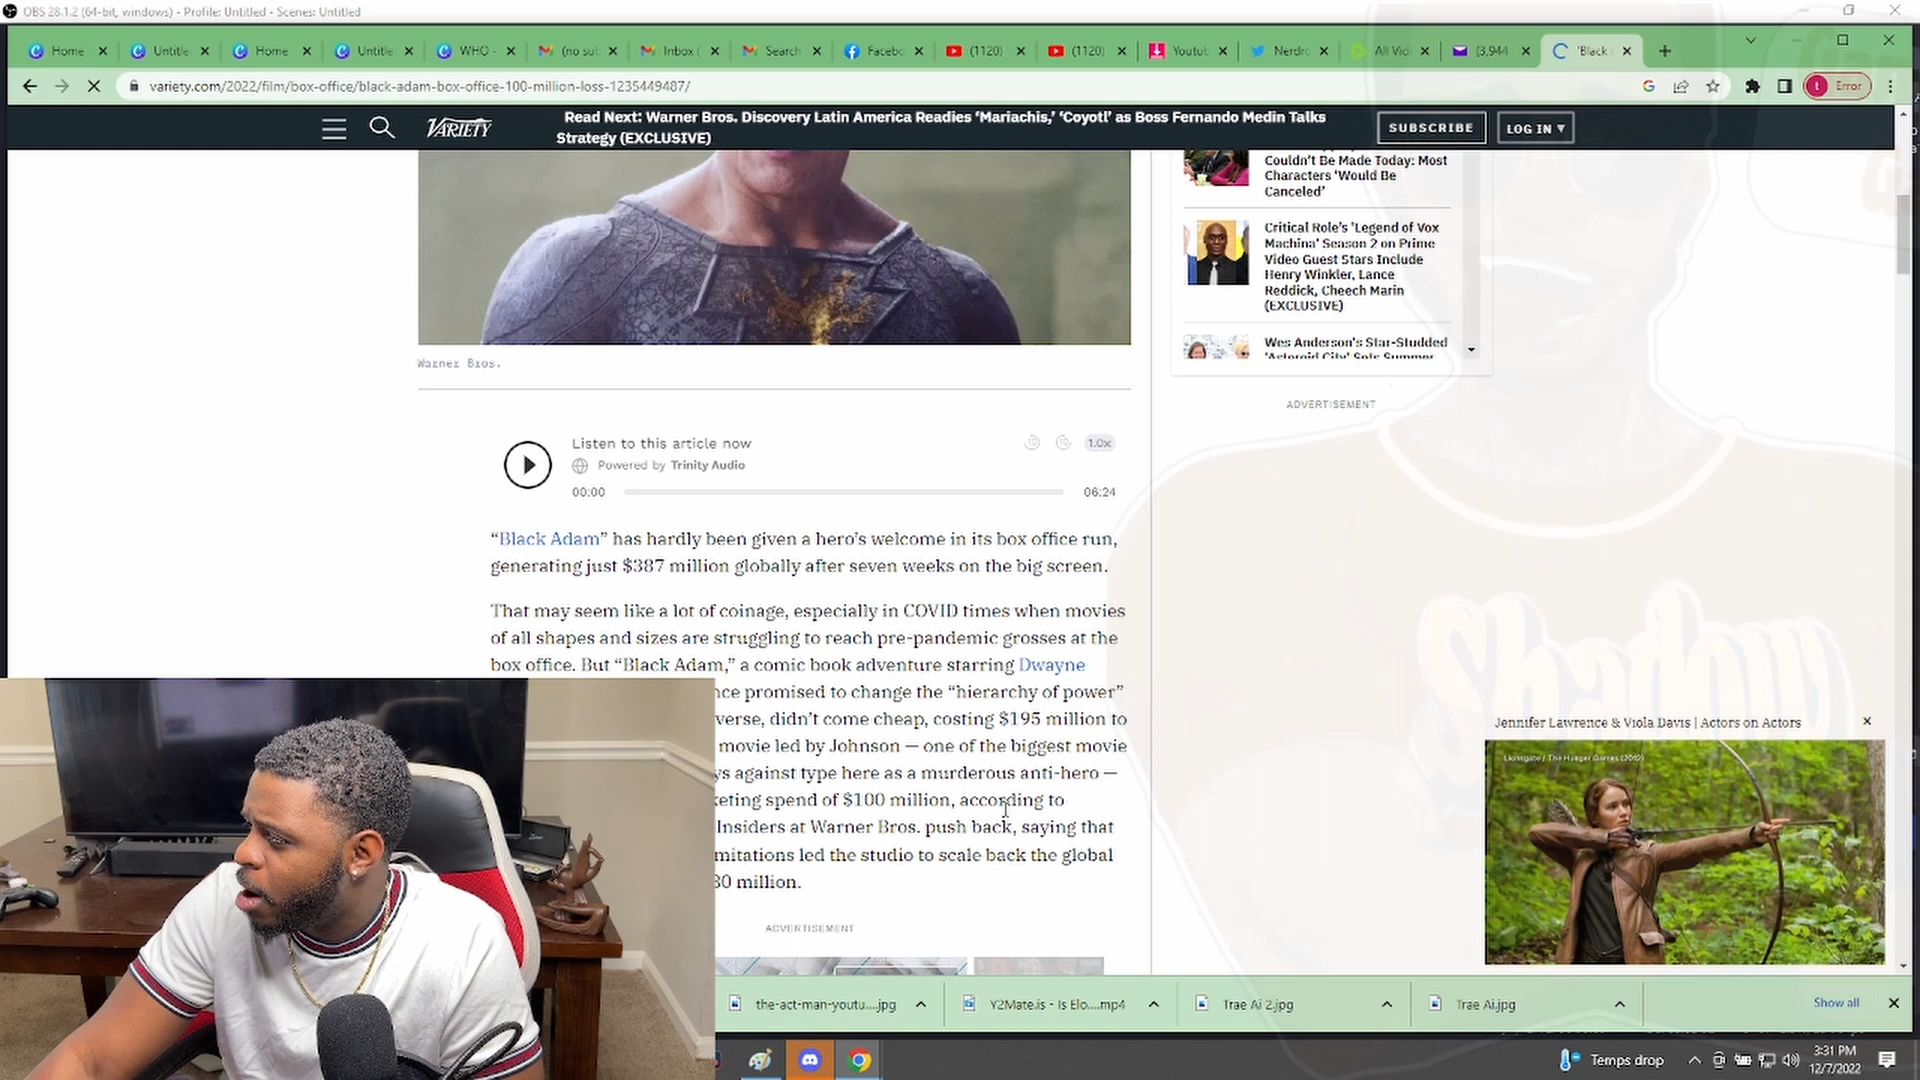 OBS 28.1.2 (64-bit, windows) - Profile: Untitled - Scenes: Untitled
Home
Untitle
Home
Untitle
WHO -
(no sul
Inbox (
Search
Facebo
(1120)
(1120)
Youtul
Nerdro
All Vid
(3,944
'Black
variety.com/2022/film/box-office/black-adam-box-office-100-million-loss-1235449487/
Error
VARIETY
Read Next: Warner Bros. Discovery Latin America Readies ‘Mariachis,’ ‘Coyotl’ as Boss Fernando Medin Talks
Strategy (EXCLUSIVE)
SUBSCRIBE
LOG IN
Couldn’t Be Made Today: Most
Characters ‘Would Be
Canceled’
Critical Role’s ‘Legend of Vox
Machina’ Season 2 on Prime
Video Guest Stars Include
Henry Winkler, Lance
Reddick, Cheech Marin
(EXCLUSIVE)
Wes Anderson’s Star-Studded
‘Asteroid City’ Sets Summer
ADVERTISEMENT
Warner Bros.
Listen to this article now
1.0x
Powered by Trinity Audio
00:00
06:24
“Black Adam” has hardly been given a hero’s welcome in its box office run,
generating just $387 million globally after seven weeks on the big screen.
That may seem like a lot of coinage, especially in COVID times when movies
of all shapes and sizes are struggling to reach pre-pandemic grosses at the
box office. But “Black Adam,” a comic book adventure starring Dwayne
nce promised to change the “hierarchy of power”
verse, didn’t come cheap, costing $195 million to
movie led by Johnson — one of the biggest movie
ys against type here as a murderous anti-hero —
keting spend of $100 million, according to
Insiders at Warner Bros. push back, saying that
mitations led the studio to scale back the global
80 million.
ADVERTISEMENT
Shadow
Jennifer Lawrence & Viola Davis | Actors on Actors
Lionsgate / The Hunger Games (2012)
the-act-man-youtu....jpg
Y2Mate.is - Is Elo....mp4
Trae Ai 2.jpg
Trae Ai.jpg
Show all
Temps drop
3:31 PM
12/7/2022